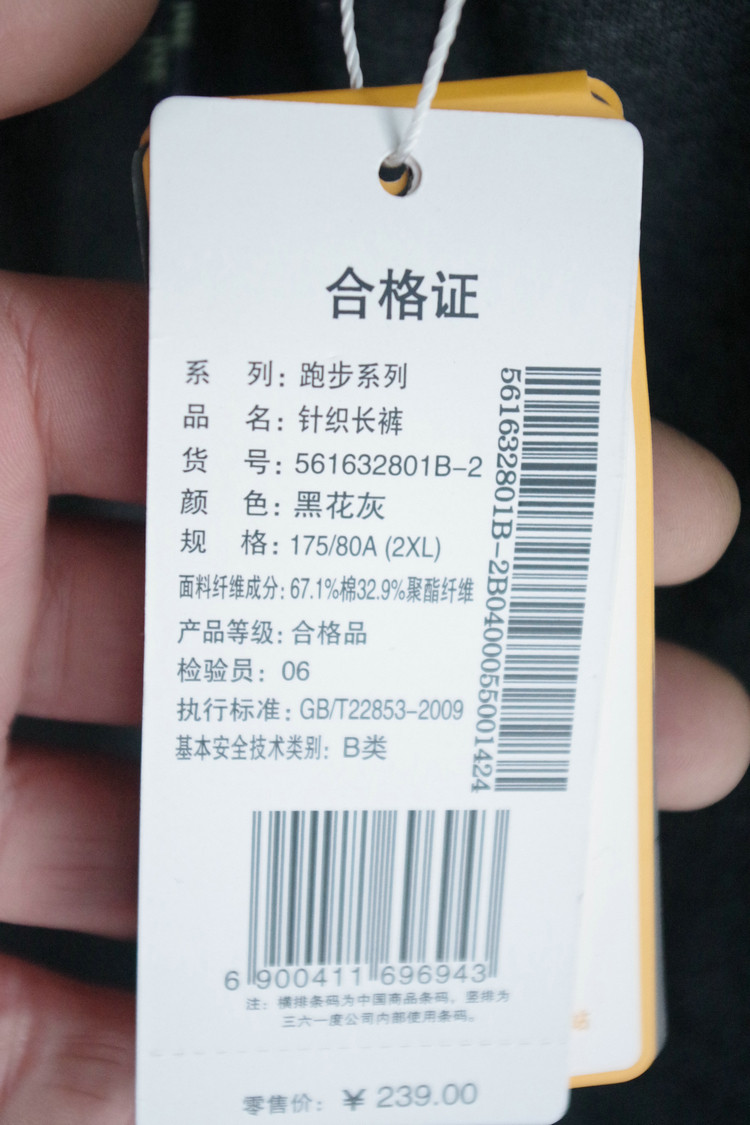 合格证
系 列：跑步系列
品 名：针织长裤
货 号：561632801B-2
颜 色：黑花灰
规 格：175/80A (2XL)
面料纤维成分：67.1%棉32.9%聚酯纤维
产品等级：合格品
检验员：06
执行标准：GB/T22853-2009
基本安全技术类别：B类
561632801B-2B0400055001424
6 900411 696943
注：横排条码为中国商品条码，竖排为
三六一度公司内部使用条码。
零售价：¥ 239.00
站